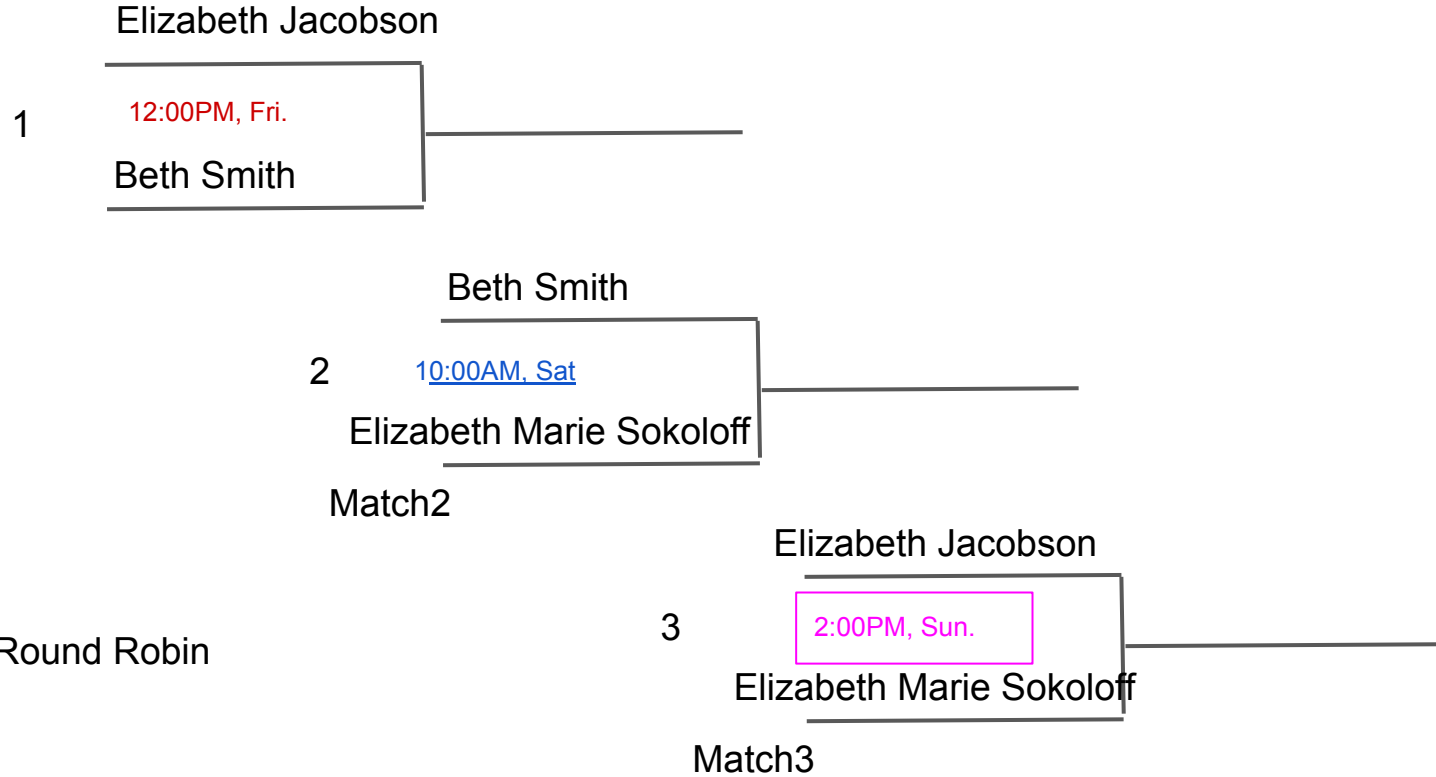 Elizabeth Jacobson
1
12:00PM, Fri.
Beth Smith
Beth Smith
2
10:00AM, Sat
Elizabeth Marie Sokoloff
Match2
Elizabeth Jacobson
3
2:00PM, Sun.
Round Robin
Elizabeth Marie Sokoloff
Match3